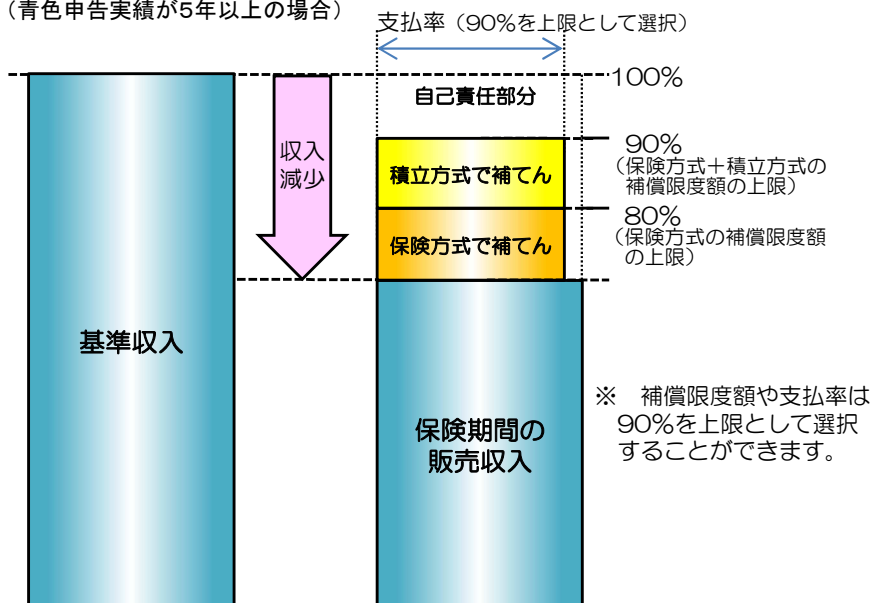 （青色申告実績が5年以上の場合）
支払率（90%を上限として選択）
100%
自己責任部分
収入
減少
90%
（保険方式＋積立方式の
補償限度額の上限）
積立方式で補てん
80%
（保険方式の補償限度額
の上限）
保険方式で補てん
基準収入
保険期間の
販売収入
※　補償限度額や支払率は
90%を上限として選択
することができます。